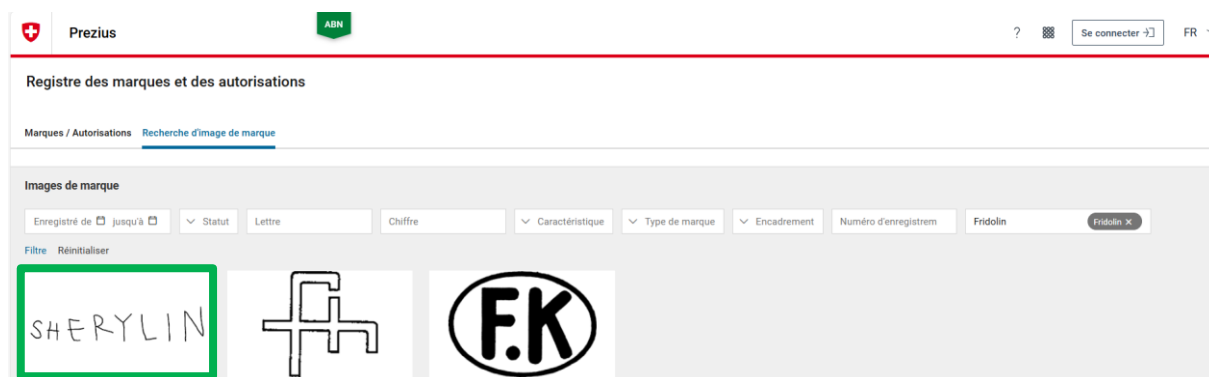 Prezius
ABN
? Se connecter FR
Registre des marques et des autorisations
Marques / Autorisations Recherche d'image de marque
Images de marque
Enregistré de jusqu'à Statut Lettre Chiffre Caractéristique Type de marque Encadrement Numéro d'enregistrem Fridolin Fridolin ×
Filtre Réinitialiser
SHERYLIN F.K